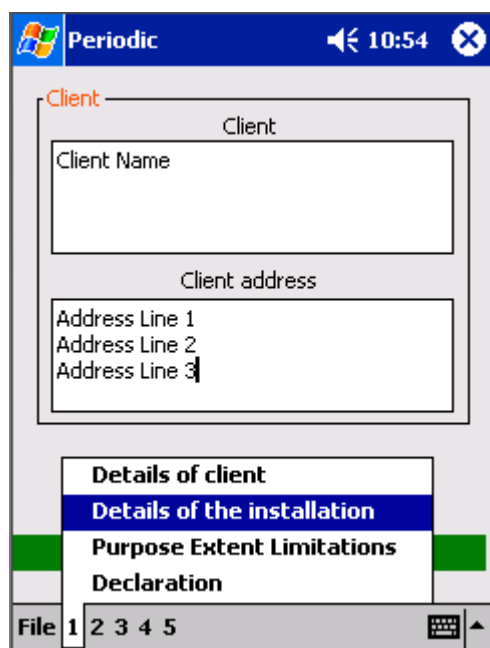 Periodic 10:54
Client
Client
Client Name
Client address
Address Line 1
Address Line 2
Address Line 3
Details of client
Details of the installation
Purpose Extent Limitations
Declaration
File 1 2 3 4 5